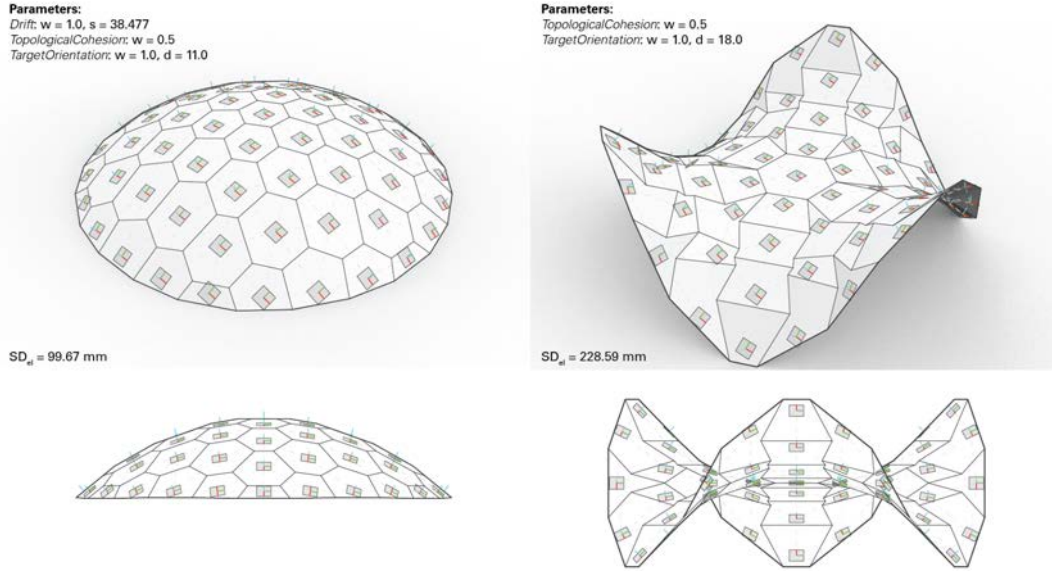 Parameters:
Drift: w = 1.0, s = 38.477
TopologicalCohesion: w = 0.5
TargetOrientation: w = 1.0, d = 11.0
SD_el = 99.67 mm
Parameters:
TopologicalCohesion: w = 0.5
TargetOrientation: w = 1.0, d = 18.0
SD_el = 228.59 mm